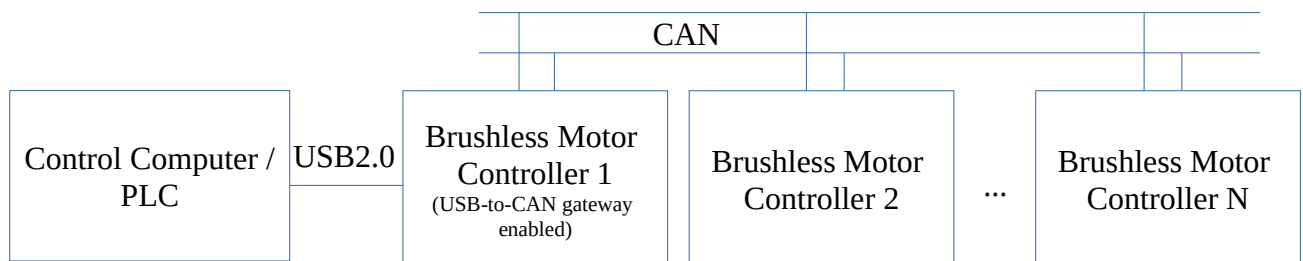 CAN
Control Computer /
PLC
USB2.0
Brushless Motor
Controller 1
(USB-to-CAN gateway
enabled)
Brushless Motor
Controller 2
...
Brushless Motor
Controller N